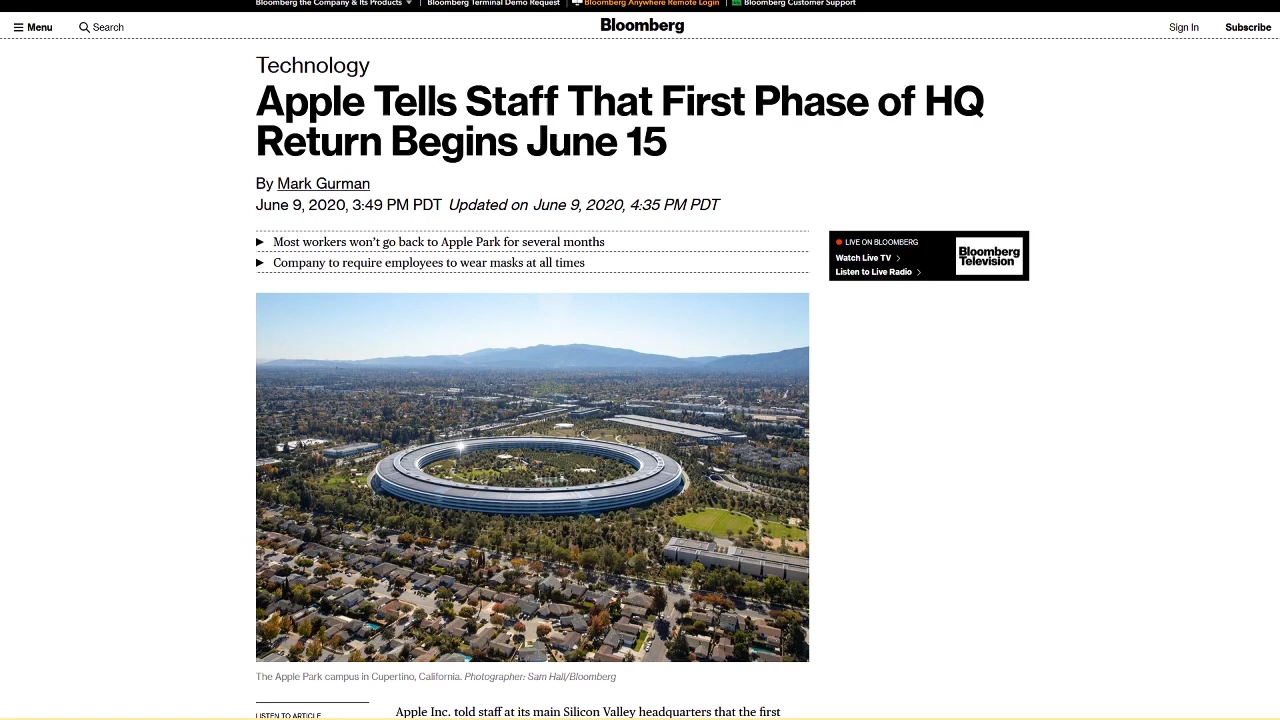 Bloomberg the Company & Its Products
Bloomberg Terminal Demo Request
Bloomberg Anywhere Remote Login
Bloomberg Customer Support
Menu
Search
Bloomberg
Sign In
Subscribe
Technology
Apple Tells Staff That First Phase of HQ
Return Begins June 15
By Mark Gurman
June 9, 2020, 3:49 PM PDT Updated on June 9, 2020, 4:35 PM PDT
Most workers won’t go back to Apple Park for several months
Company to require employees to wear masks at all times
LIVE ON BLOOMBERG
Watch Live TV
Listen to Live Radio
Bloomberg
Television
The Apple Park campus in Cupertino, California. Photographer: Sam Hall/Bloomberg
LISTEN TO ARTICLE
Apple Inc. told staff at its main Silicon Valley headquarters that the first